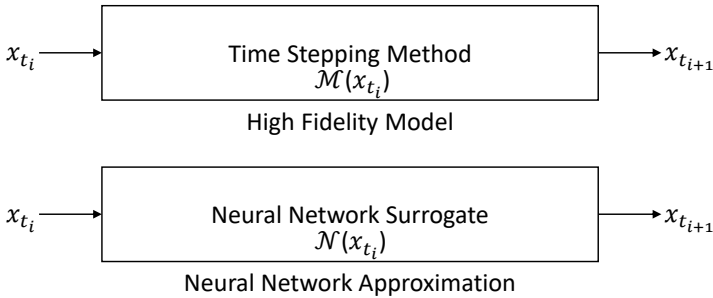 x_{t_i}
Time Stepping Method
ℳ(x_{t_i})
x_{t_{i+1}}
High Fidelity Model
x_{t_i}
Neural Network Surrogate
𝒩(x_{t_i})
x_{t_{i+1}}
Neural Network Approximation